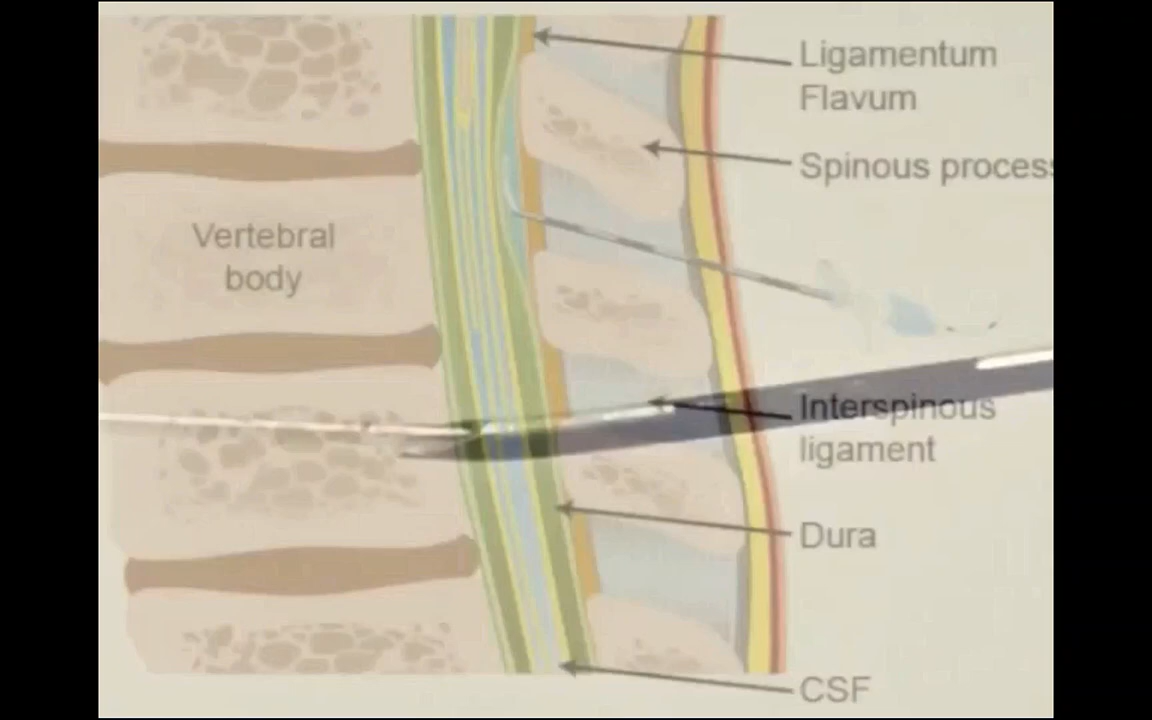 Ligamentum
Flavum
Spinous process
Vertebral
body
Interspinous
ligament
Dura
CSF